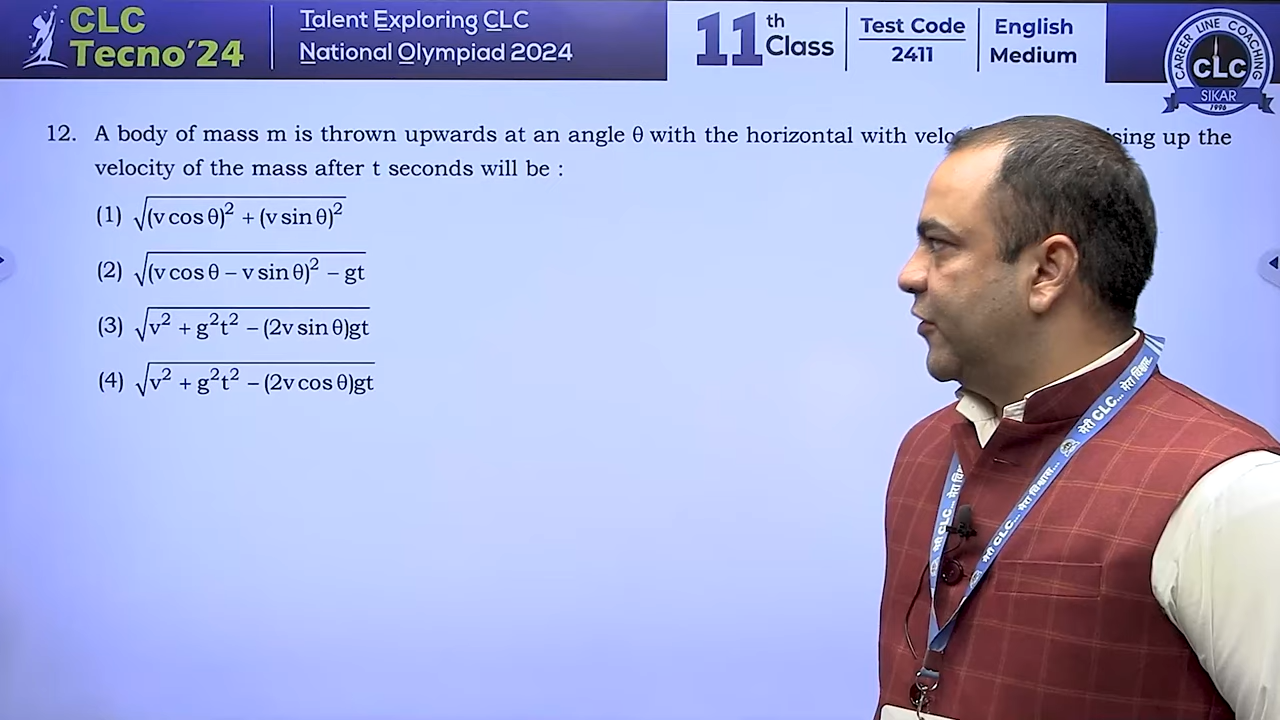 CLC
Tecno'24
Talent Exploring CLC
National Olympiad 2024
11th Class
Test Code
2411
English
Medium
CAREER LINE COACHING
CLC
SIKAR
1996
12. A body of mass m is thrown upwards at an angle θ with the horizontal with up the
velocity of the mass after t seconds will be :
(1) √((v cos θ)² + (v sin θ)²)
(2) √((v cos θ – v sin θ)² – gt)
(3) √(v² + g²t² – (2v sin θ)gt)
(4) √(v² + g²t² – (2v cos θ)gt)
मेरी CLC... मेरा विश्वास...
मेरी CLC... मेरा विश्वास...
CLC... मेरा